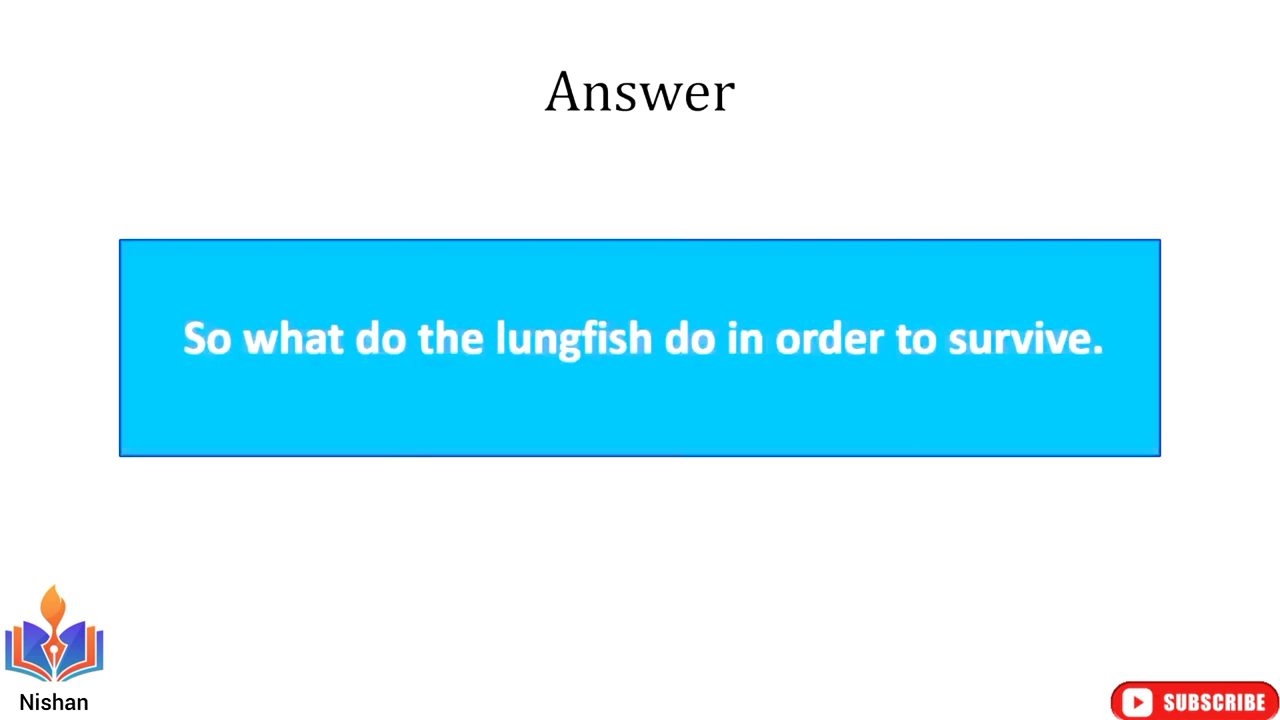 Answer
So what do the lungfish do in order to survive.
Nishan
SUBSCRIBE